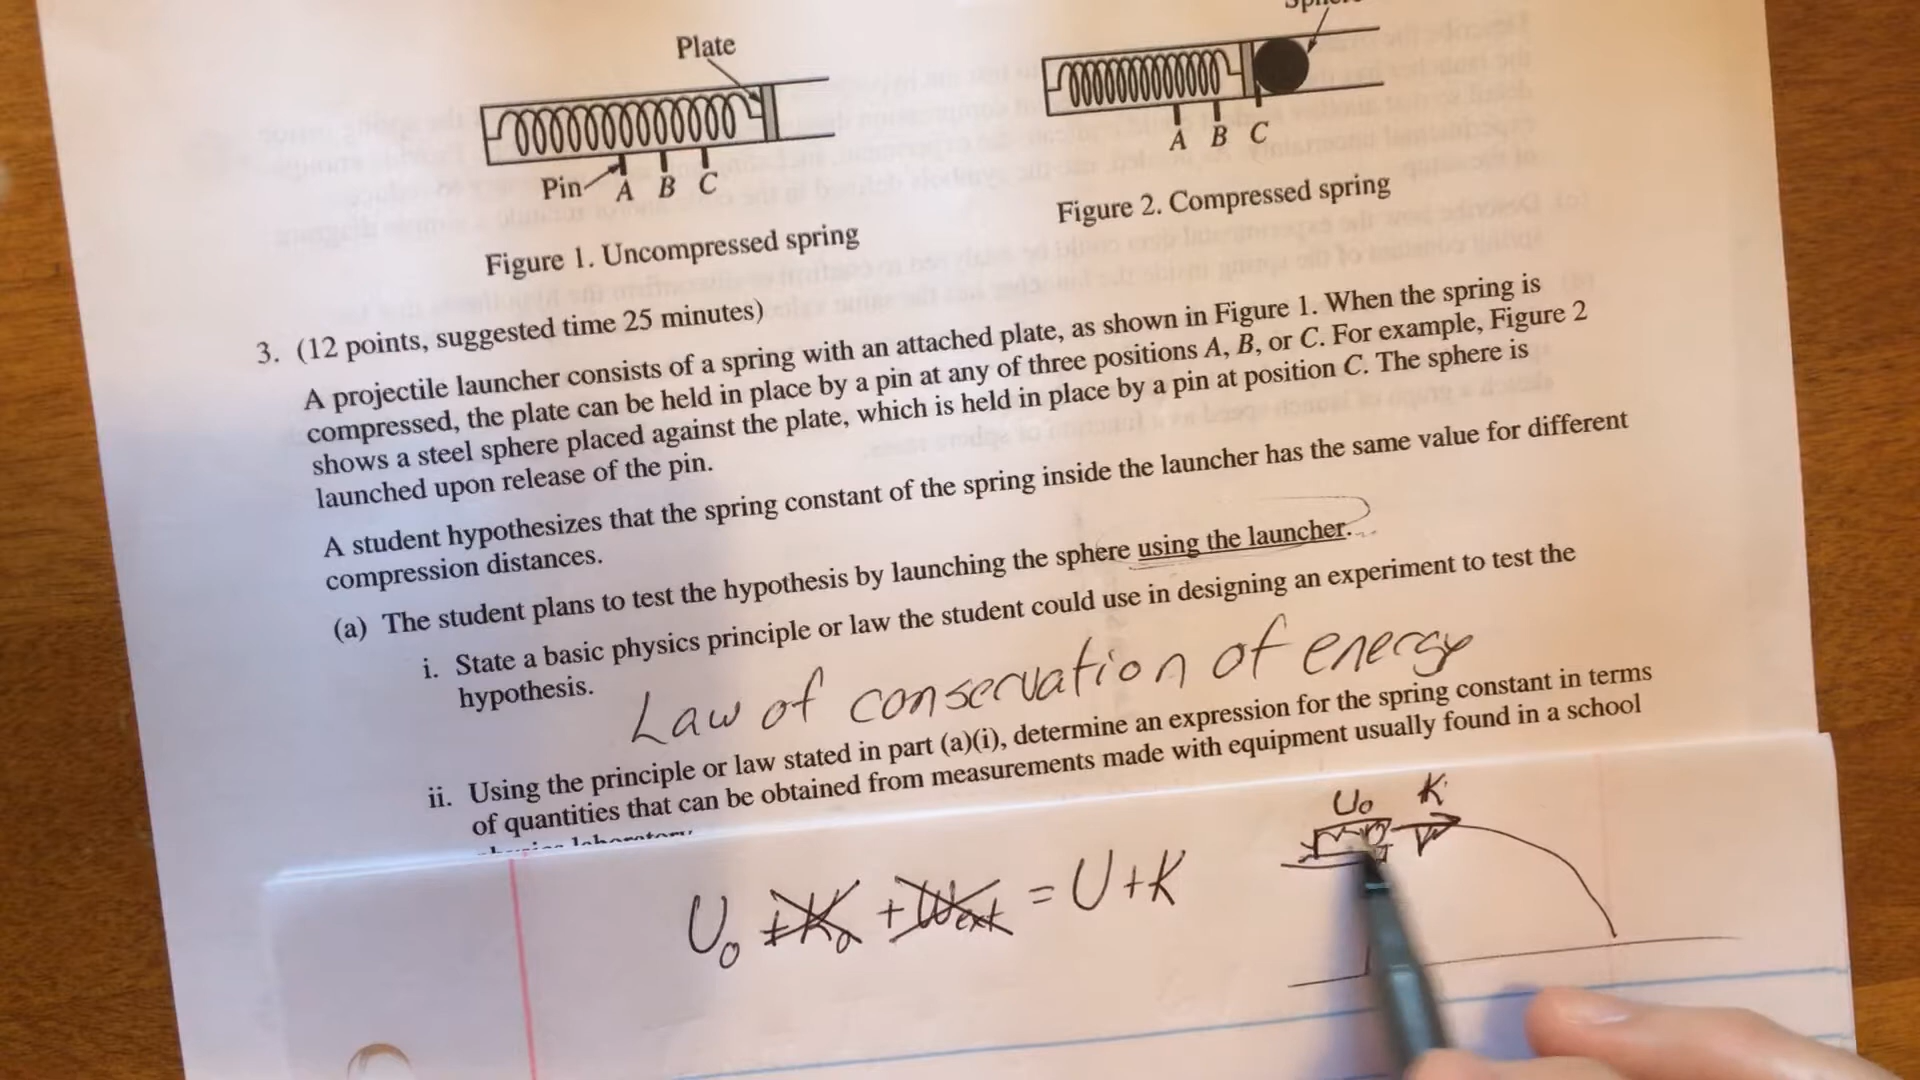 Plate
Pin
A B C
A B C
Figure 1. Uncompressed spring
Figure 2. Compressed spring
3. (12 points, suggested time 25 minutes)
A projectile launcher consists of a spring with an attached plate, as shown in Figure 1. When the spring is
compressed, the plate can be held in place by a pin at any of three positions A, B, or C. For example, Figure 2
shows a steel sphere placed against the plate, which is held in place by a pin at position C. The sphere is
launched upon release of the pin.
A student hypothesizes that the spring constant of the spring inside the launcher has the same value for different
compression distances.
(a) The student plans to test the hypothesis by launching the sphere using the launcher.
i. State a basic physics principle or law the student could use in designing an experiment to test the
hypothesis.
Law of conservation of energy
ii. Using the principle or law stated in part (a)(i), determine an expression for the spring constant in terms
of quantities that can be obtained from measurements made with equipment usually found in a school
U₀ K
U₀ + K₀ + Wext = U + K